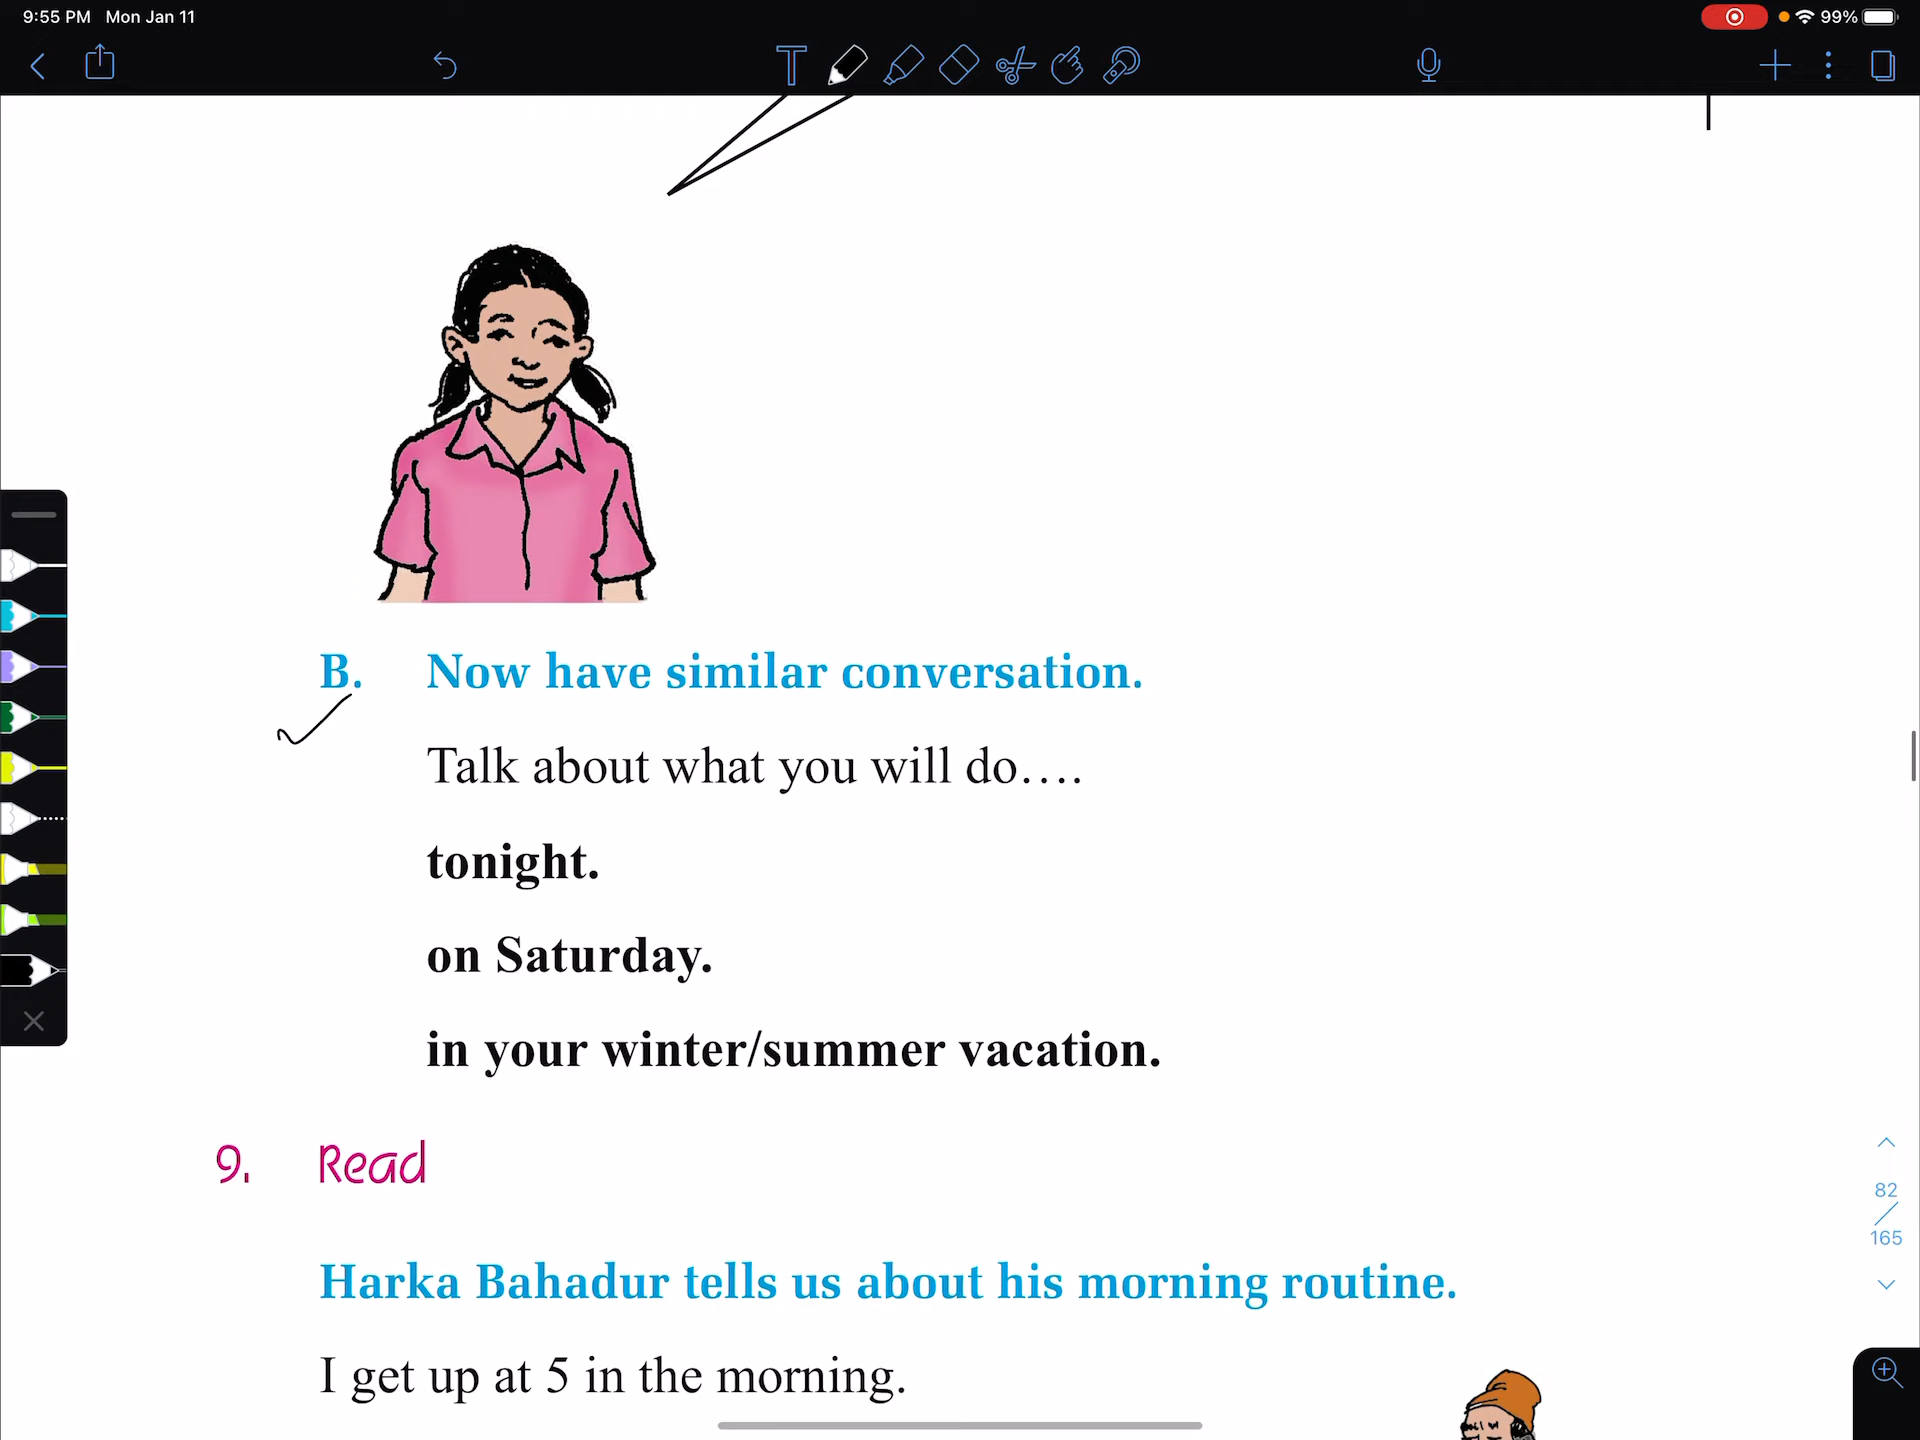 9:55 PM Mon Jan 11
99%
B. Now have similar conversation.
Talk about what you will do....
tonight.
on Saturday.
in your winter/summer vacation.
9. Read
82
/
165
Harka Bahadur tells us about his morning routine.
I get up at 5 in the morning.